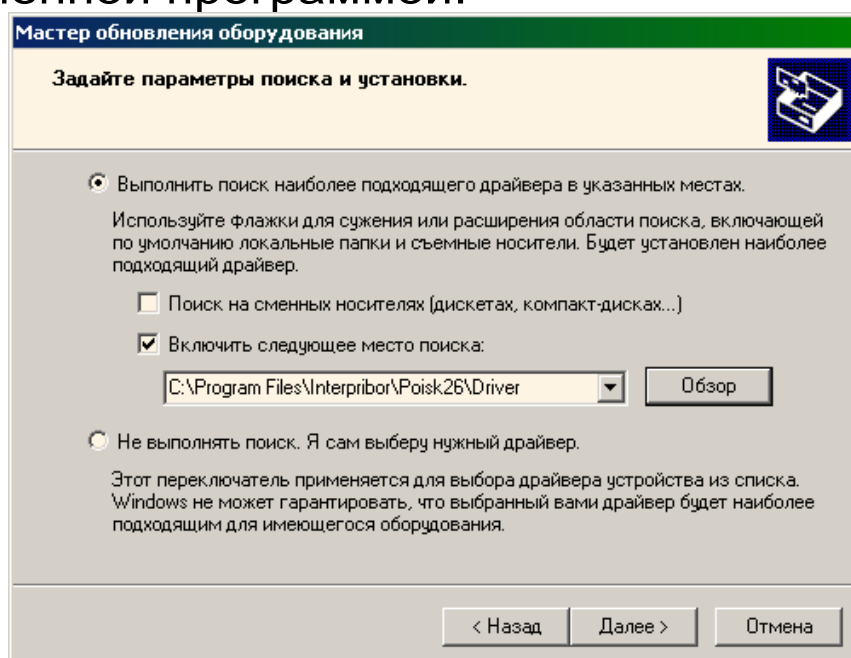 программой.
Мастер обновления оборудования
Задайте параметры поиска и установки.
Выполнить поиск наиболее подходящего драйвера в указанных местах.
Используйте флажки для сужения или расширения области поиска, включающей
по умолчанию локальные папки и съемные носители. Будет установлен наиболее
подходящий драйвер.
Поиск на сменных носителях (дискетах, компакт-дисках...)
Включить следующее место поиска:
C:\Program Files\Interpribor\Poisk26\Driver
Обзор
Не выполнять поиск. Я сам выберу нужный драйвер.
Этот переключатель применяется для выбора драйвера устройства из списка.
Windows не может гарантировать, что выбранный вами драйвер будет наиболее
подходящим для имеющегося оборудования.
< Назад Далее > Отмена